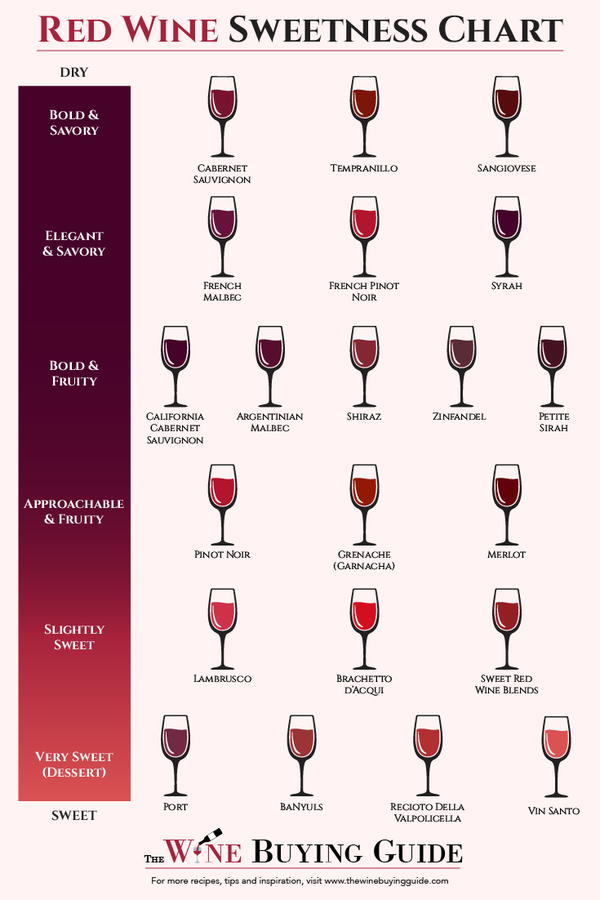 Red Wine Sweetness Chart
Dry
Bold &
Savory
Cabernet
Sauvignon
Tempranillo
Sangiovese
Elegant
& Savory
French
Malbec
French Pinot
Noir
Syrah
Bold &
Fruity
California
Cabernet
Sauvignon
Argentinian
Malbec
Shiraz
Zinfandel
Petite
Sirah
Approachable
& Fruity
Pinot Noir
Grenache
(Garnacha)
Merlot
Slightly
Sweet
Lambrusco
Brachetto
d'Acqui
Sweet Red
Wine Blends
Very Sweet
(Dessert)
Port
BaNyuls
Recioto Della
Valpolicella
Vin Santo
Sweet
The Wine Buying Guide
For more recipes, tips and inspiration, visit www.thewinebuyingguide.com